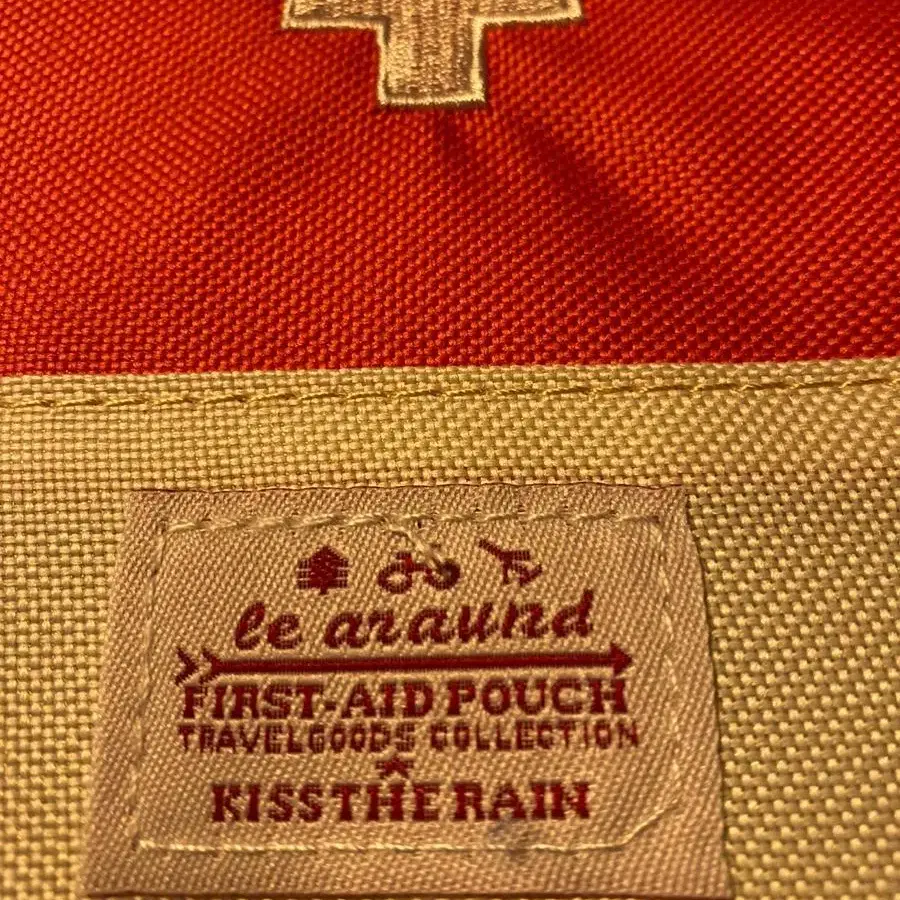 le araund
FIRST-AID POUCH
TRAVELGOODS COLLECTION
KISSTHE RAIN